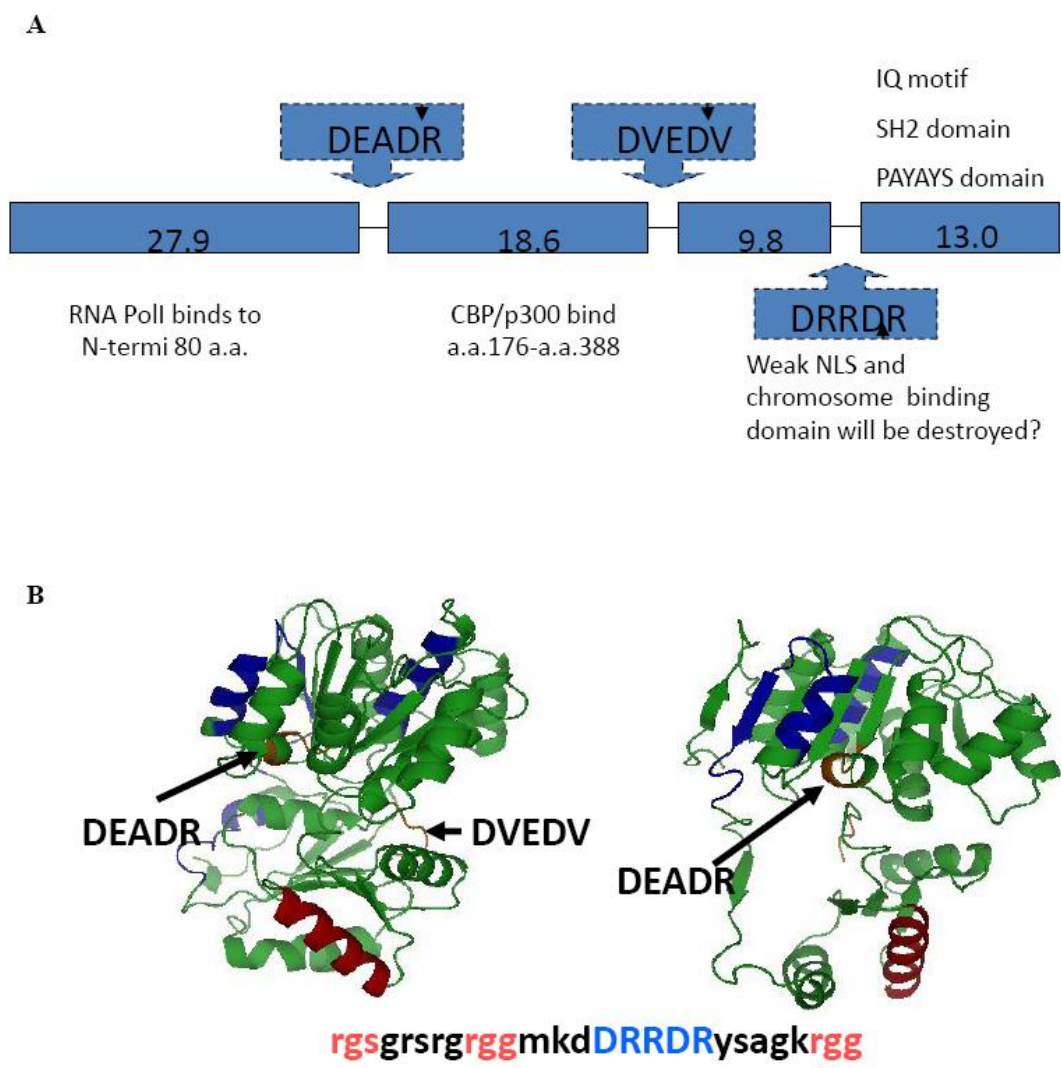 A
IQ motif
SH2 domain
PAYAYS domain
DEADR
DVEDV
27.9
18.6
9.8
13.0
RNA PolI binds to
N-termi 80 a.a.
CBP/p300 bind
a.a.176-a.a.388
DRRDR
Weak NLS and
chromosome binding
domain will be destroyed?
B
DEADR
DVEDV
DEADR
rgsgrsrgrggmkdDRRDRysagkrgg